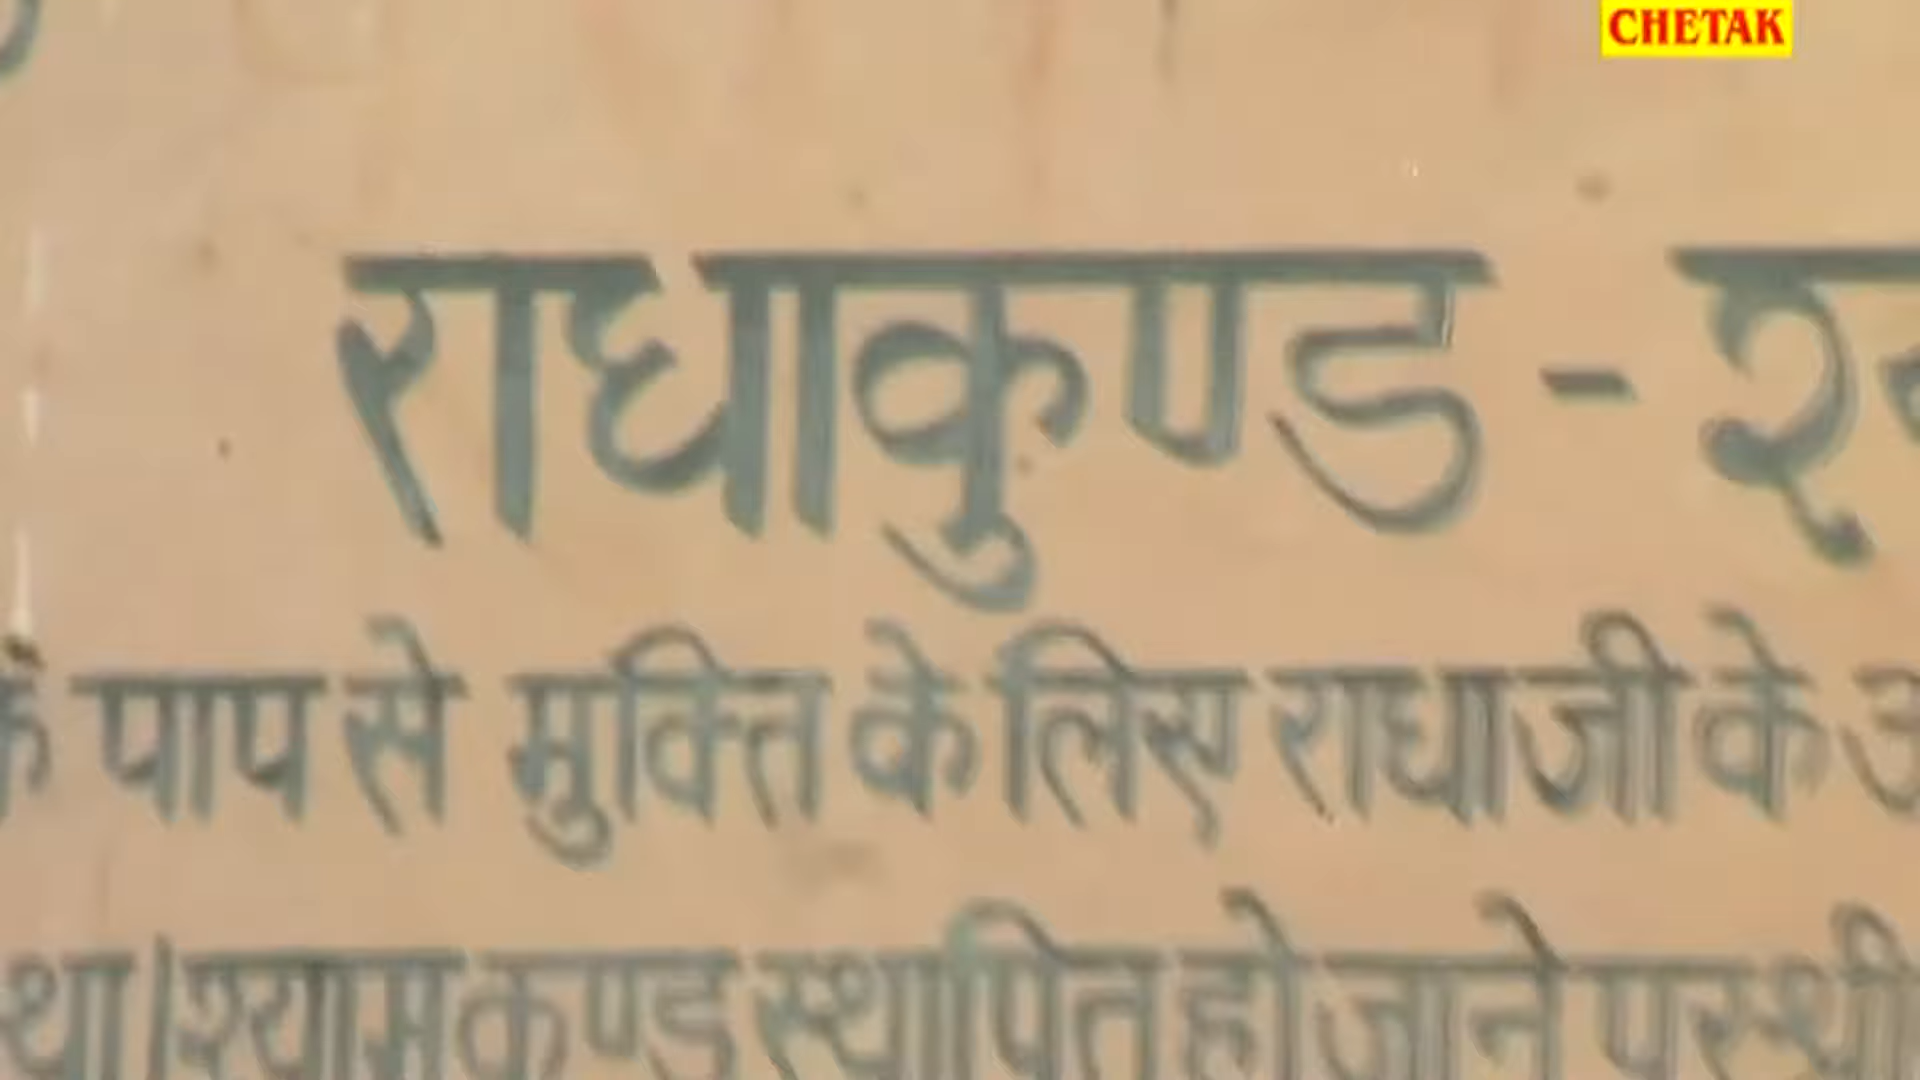 CHETAK
राधाकुण्ड -
के पाप से मुक्ति के लिए राधाजी के
था। श्यामकुण्ड स्थापित हो जाने पर श्री